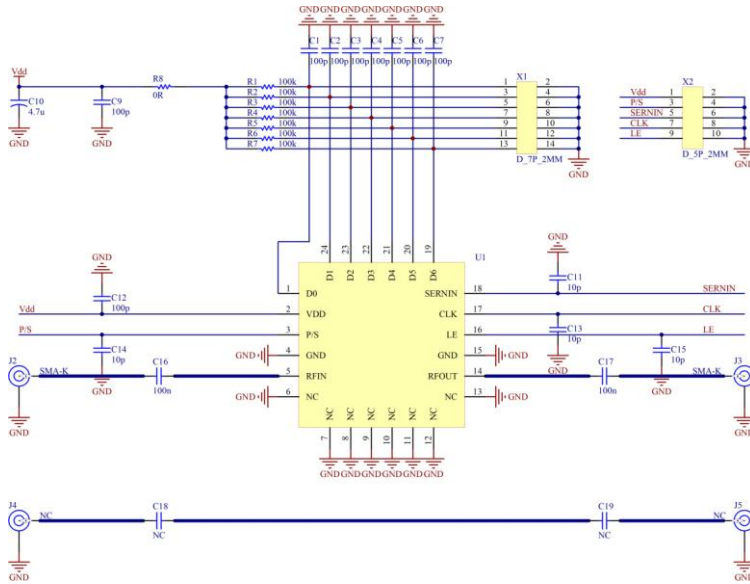 GND GND GND GND GND GND GND
C1 C2 C3 C4 C5 C6 C7
100p 100p 100p 100p 100p 100p 100p
Vdd
R8
0R
C10
4.7u
C9
100p
GND
GND
R1 100k
R2 100k
R3 100k
R4 100k
R5 100k
R6 100k
R7 100k
X1
1 2
3 4
5 6
7 8
9 10
11 12
13 14
D_7P_2MM
GND
X2
Vdd 1 2
P/S 3 4
SERNIN 5 6
CLK 7 8
LE 9 10
D_5P_2MM
GND
24 23 22 21 20 19
U1
D1 D2 D3 D4 D5 D6
GND
C12
100p
GND
C11
10p
1 D0
SERNIN 18 SERNIN
Vdd 2 VDD
CLK 17 CLK
P/S 3 P/S
LE 16 LE
C14
10p
GND
C13
10p
GND
C15
10p
GND
GND 4 GND
GND 15 GND
J2
SMA-K
C16
100n
5 RFIN
RFOUT 14
C17
100n
SMA-K
J3
GND 6 NC
NC 13 GND
GND
GND
NC NC NC NC NC NC
7 8 9 10 11 12
GND GND GND GND GND GND
J4
NC
C18
NC
C19
NC
NC
J5
GND
GND